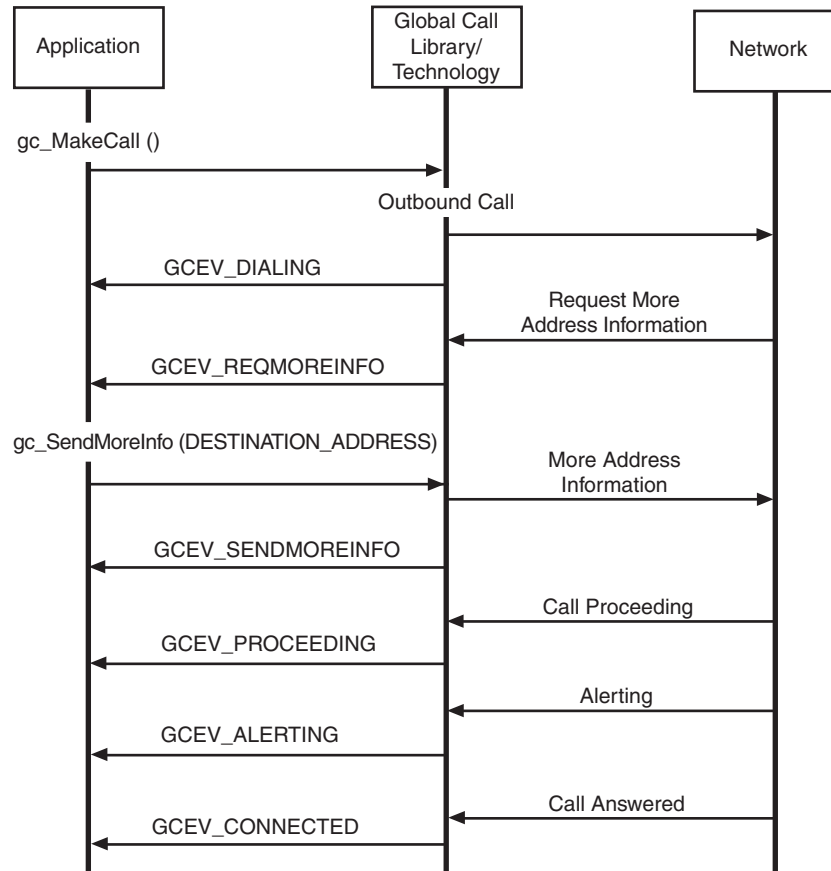 Application
Global Call
Library/
Technology
Network
gc_MakeCall ()
Outbound Call
GCEV_DIALING
Request More
Address Information
GCEV_REQMOREINFO
gc_SendMoreInfo (DESTINATION_ADDRESS)
More Address
Information
GCEV_SENDMOREINFO
Call Proceeding
GCEV_PROCEEDING
Alerting
GCEV_ALERTING
Call Answered
GCEV_CONNECTED